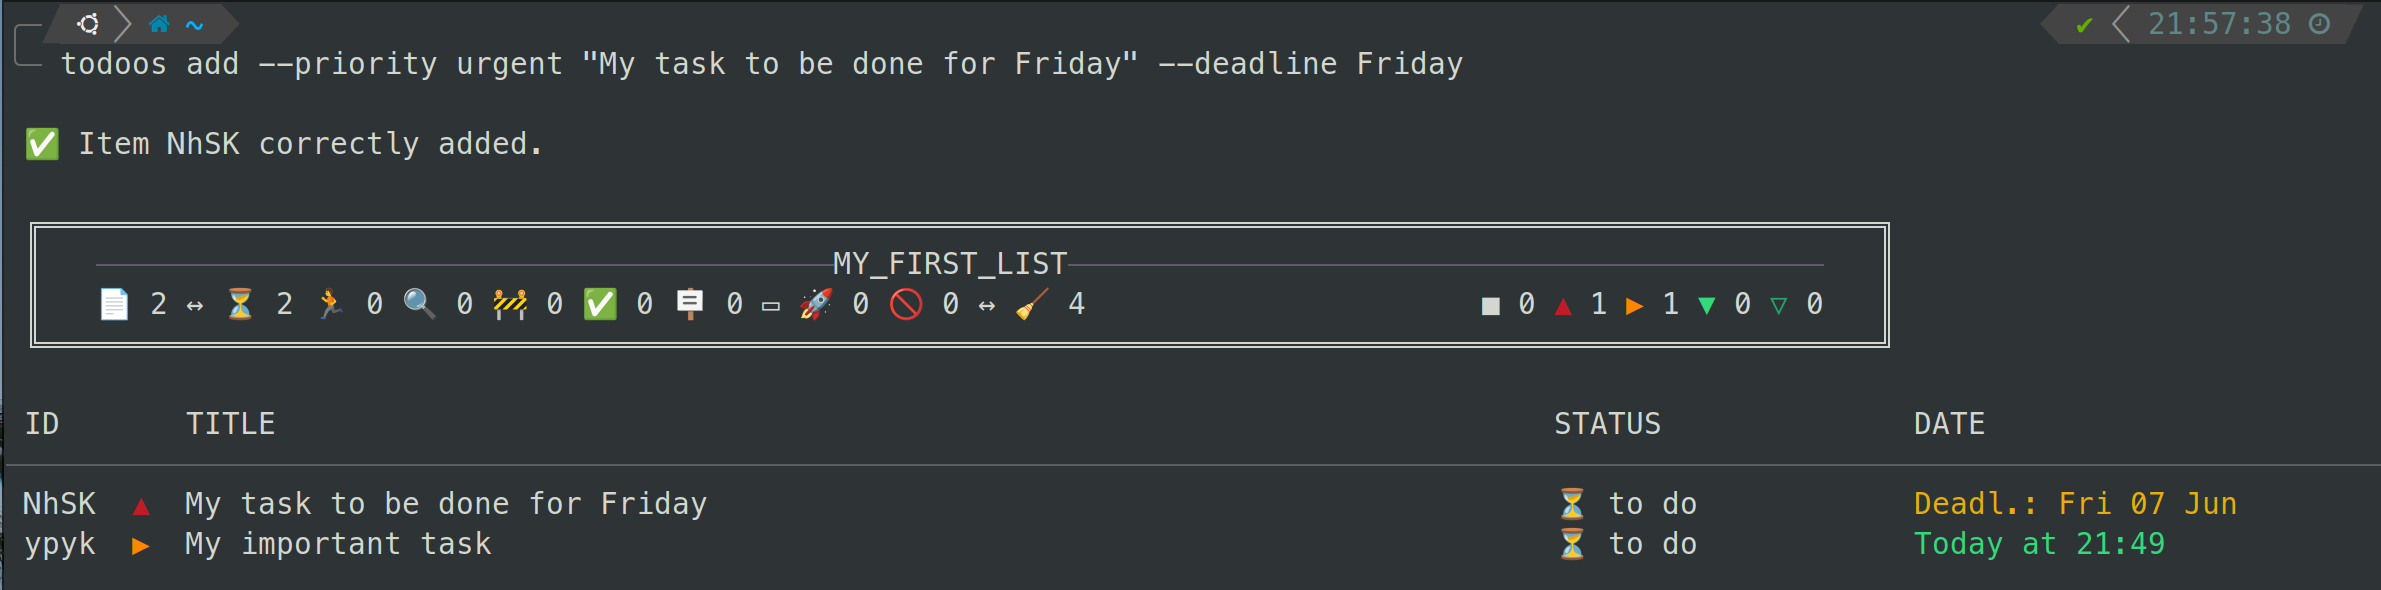 ~ 21:57:38
todoos add --priority urgent "My task to be done for Friday" --deadline Friday
✅ Item NhSK correctly added.
MY_FIRST_LIST
📄 2 ↔ ⏳ 2 🏃 0 🔍 0 🚧 0 ✅ 0 🪧 0 ▭ 🚀 0 🚫 0 ↔ 🧹 4 ■ 0 ▲ 1 ▶ 1 ▼ 0 ▽ 0
ID TITLE STATUS DATE
NhSK ▲ My task to be done for Friday ⏳ to do Deadl.: Fri 07 Jun
ypyk ▶ My important task ⏳ to do Today at 21:49